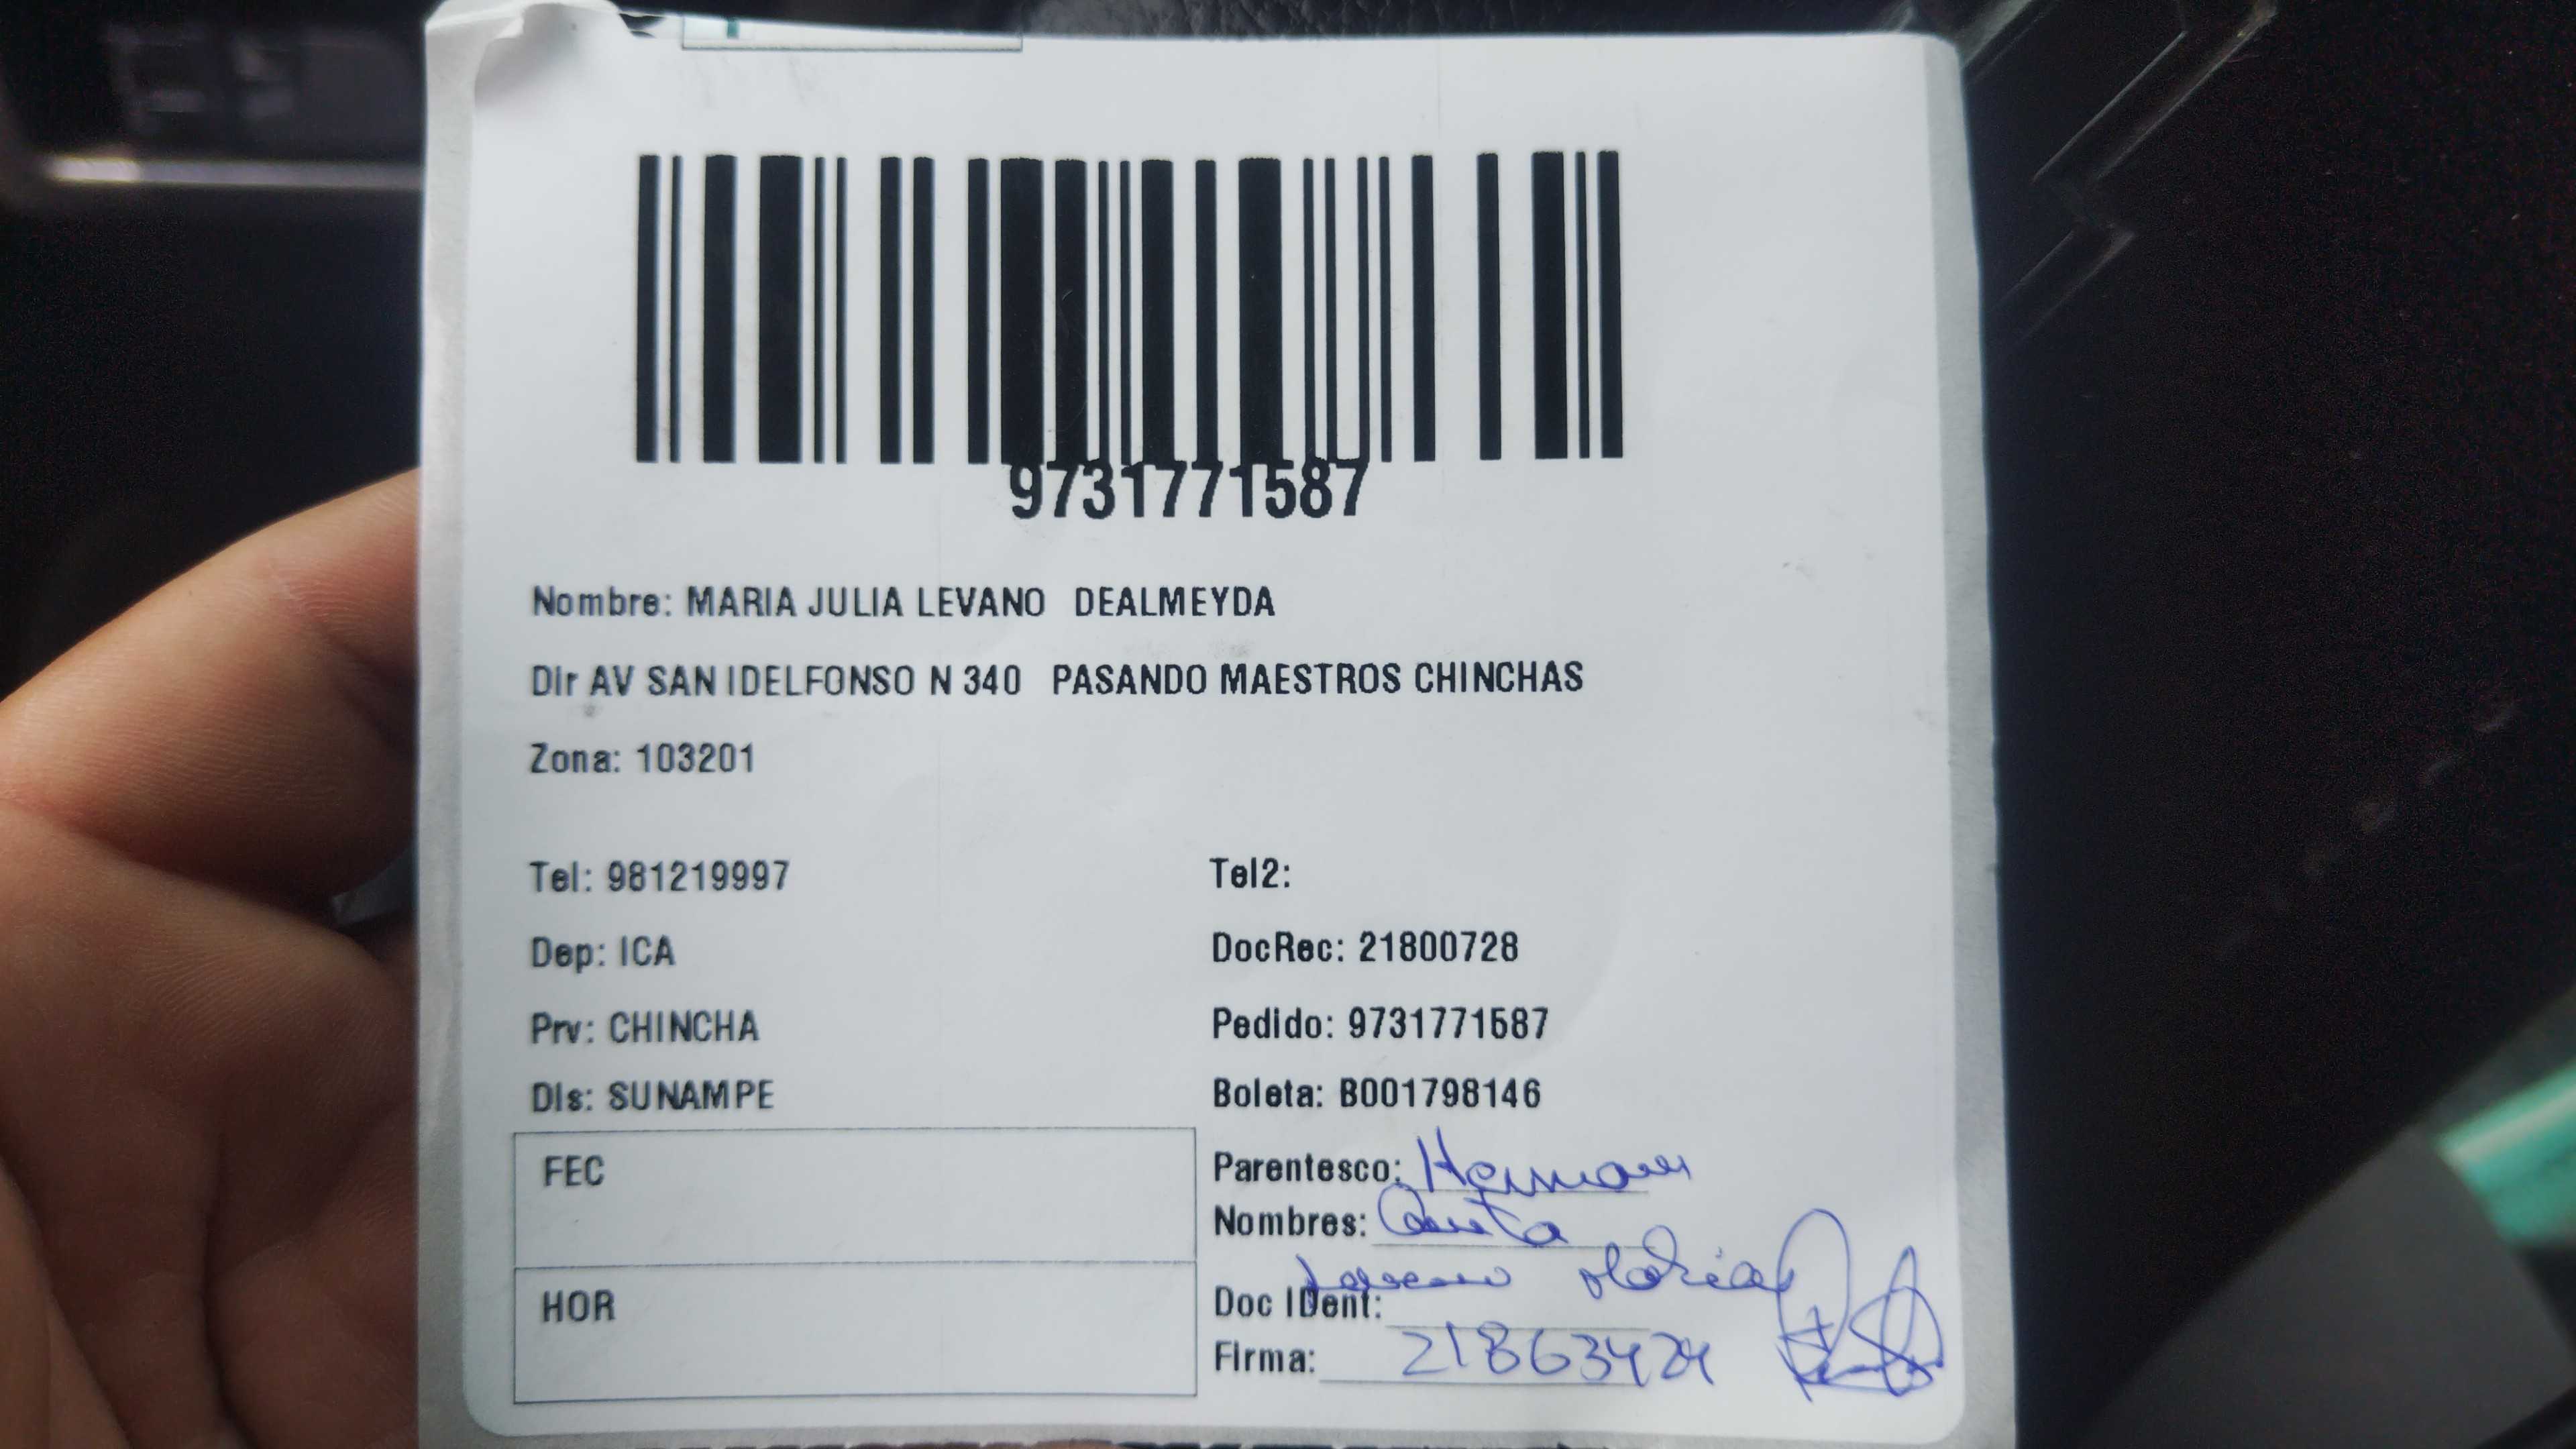 9731771587
Nombre: MARIA JULIA LEVANO DEALMEYDA
Dir AV SAN IDELFONSO N 340 PASANDO MAESTROS CHINCHAS
Zona: 103201
Tel: 981219997 Tel2:
Dep: ICA DocRec: 21800728
Prv: CHINCHA Pedido: 9731771587
Dis: SUNAMPE Boleta: B001798146
FEC Parentesco:
Nombres:
HOR Doc IDent:
Firma: 21863424